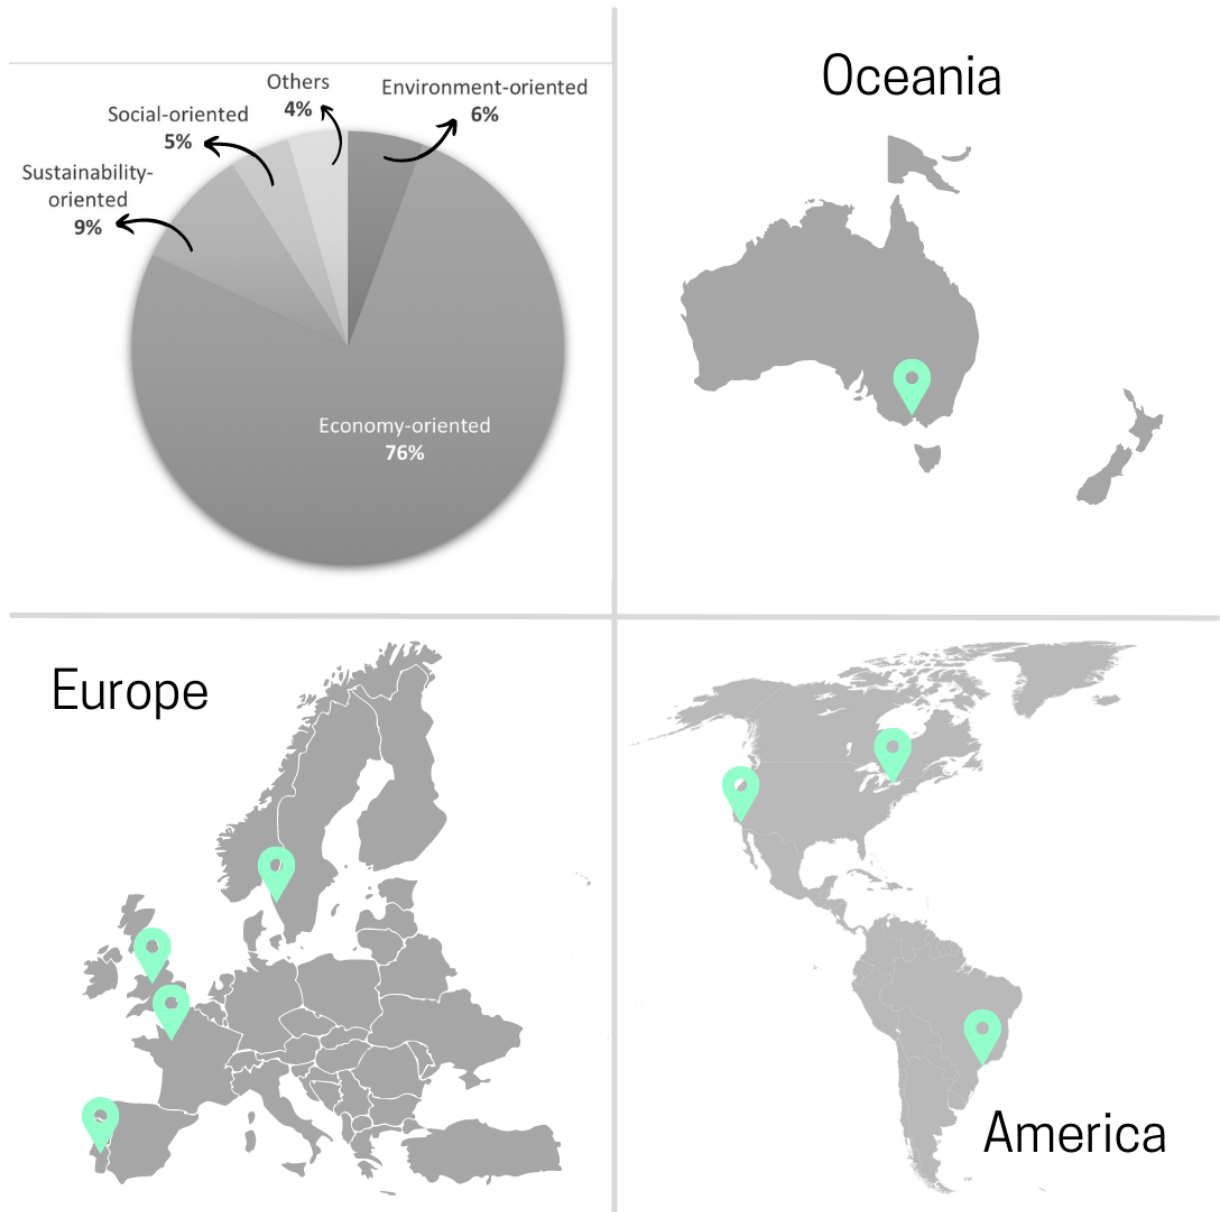 Others
4%
Environment-oriented
6%
Social-oriented
5%
Sustainability-
oriented
9%
Economy-oriented
76%
Oceania
Europe
America